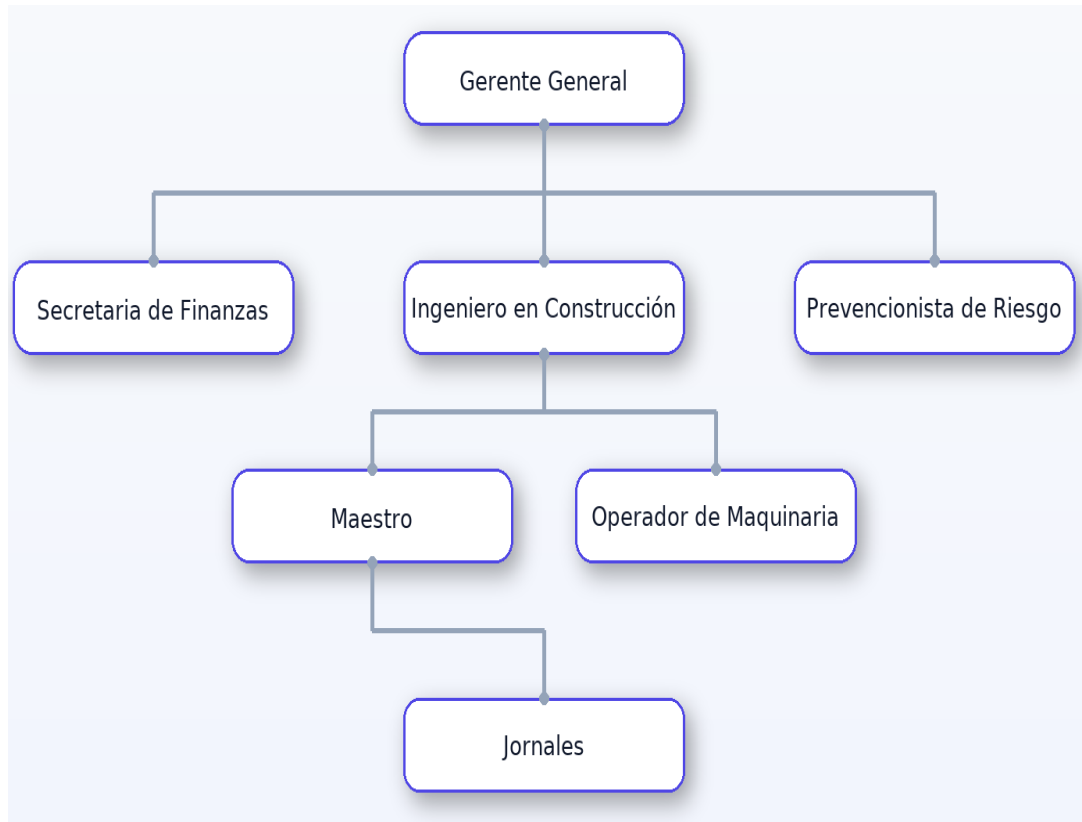 Gerente General
Secretaria de Finanzas
Ingeniero en Construcción
Prevencionista de Riesgo
Maestro
Operador de Maquinaria
Jornales